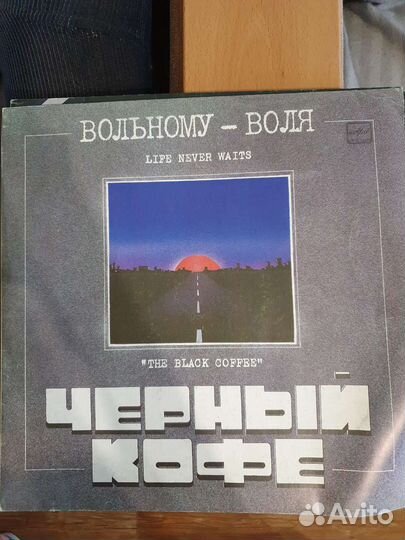 ВОЛЬНОМУ – ВОЛЯ
LIFE NEVER WAITS
"THE BLACK COFFEE"
ЧЕРНЫЙ
КОФЕ
Avito